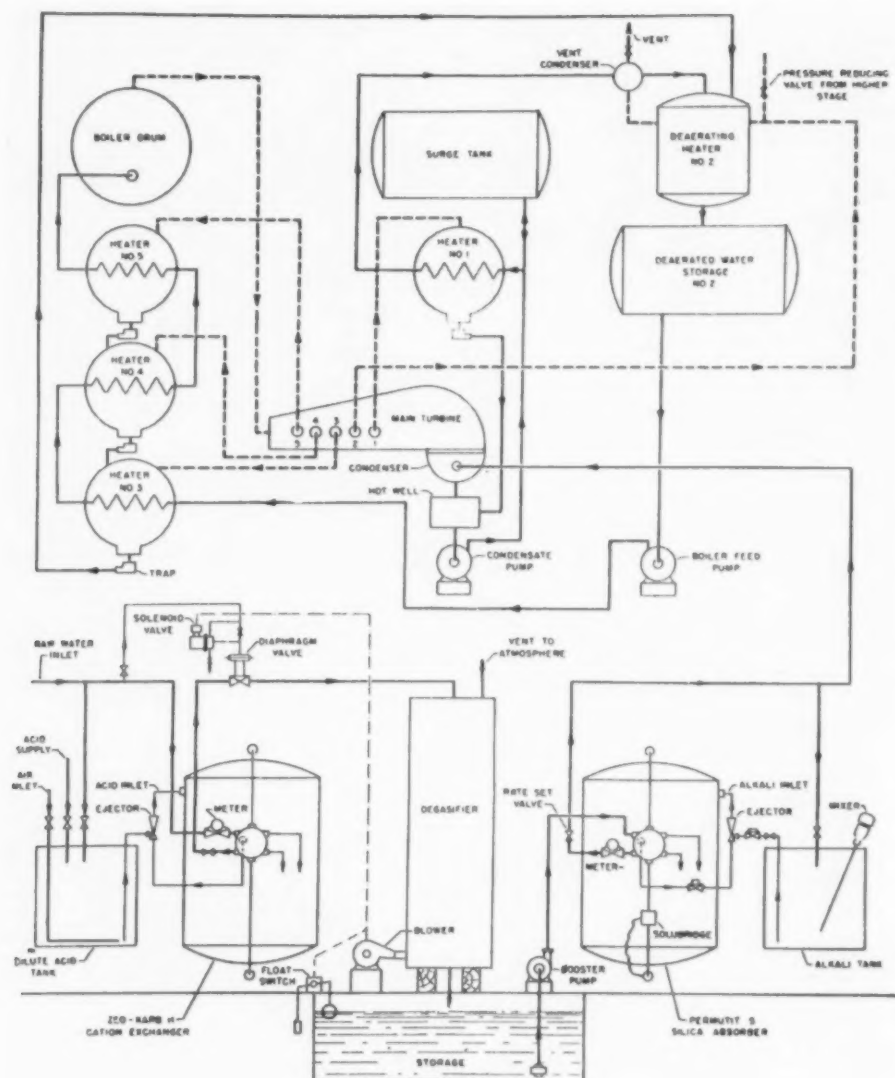 VENT
VENT
CONDENSER
PRESSURE REDUCING
VALVE FROM HIGHER
STAGE
BOILER DRUM
SURGE TANK
DEAERATING
HEATER
NO. 2
HEATER
NO. 5
HEATER
NO. 1
DEAERATED WATER
STORAGE
NO. 2
HEATER
NO. 4
5
4
3
2
1
MAIN TURBINE
CONDENSER
HEATER
NO. 3
HOT WELL
CONDENSATE
PUMP
BOILER FEED
PUMP
TRAP
SOLENOID
VALVE
DIAPHRAGM
VALVE
RAW WATER
INLET
VENT TO
ATMOSPHERE
ACID
SUPPLY
AIR
INLET
ACID INLET
EJECTOR
METER
DEGASIFIER
RATE SET
VALVE
ALKALI INLET
EJECTOR
MIXER
METER
SOLUBRIDGE
BLOWER
DILUTE ACID
TANK
FLOAT
SWITCH
BOOSTER
PUMP
ALKALI TANK
ZEO-KARB H
CATION EXCHANGER
PERMUTIT S
SILICA ABSORBER
STORAGE